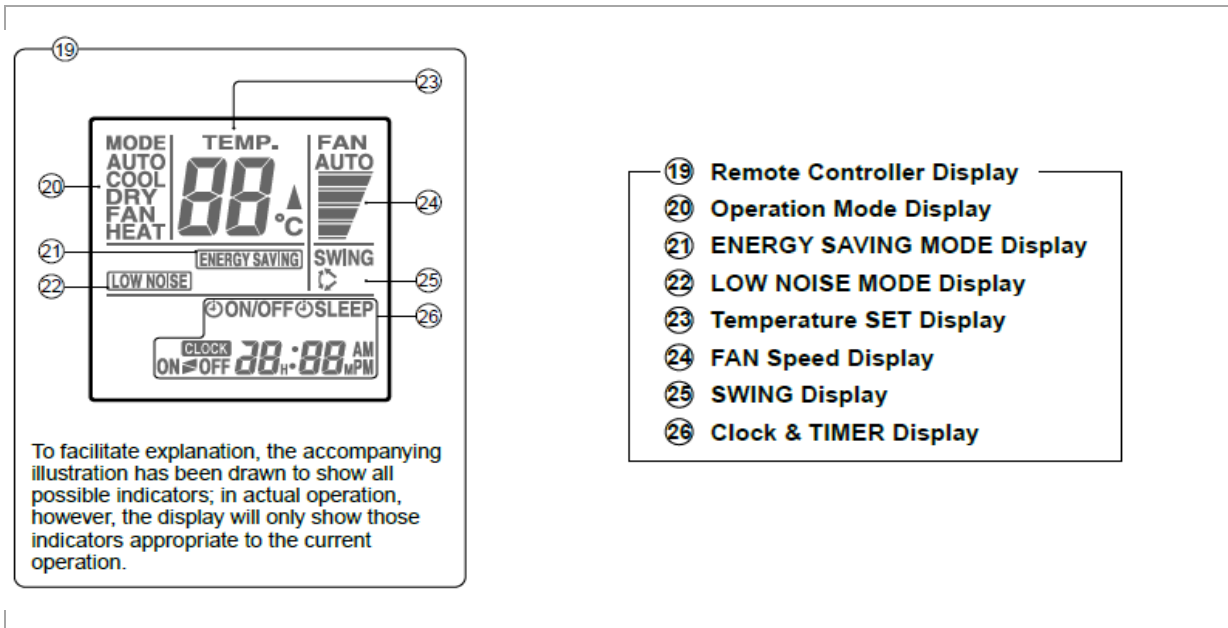 19
23
MODE TEMP. FAN
AUTO AUTO
COOL
20
DRY
88
24
FAN
°C
HEAT
21
ENERGY SAVING SWING
22
LOW NOISE
25
ON/OFF SLEEP
26
CLOCK
AM
ON OFF 28H:88M PM
To facilitate explanation, the accompanying
illustration has been drawn to show all
possible indicators; in actual operation,
however, the display will only show those
indicators appropriate to the current
operation.
19 Remote Controller Display
20 Operation Mode Display
21 ENERGY SAVING MODE Display
22 LOW NOISE MODE Display
23 Temperature SET Display
24 FAN Speed Display
25 SWING Display
26 Clock & TIMER Display